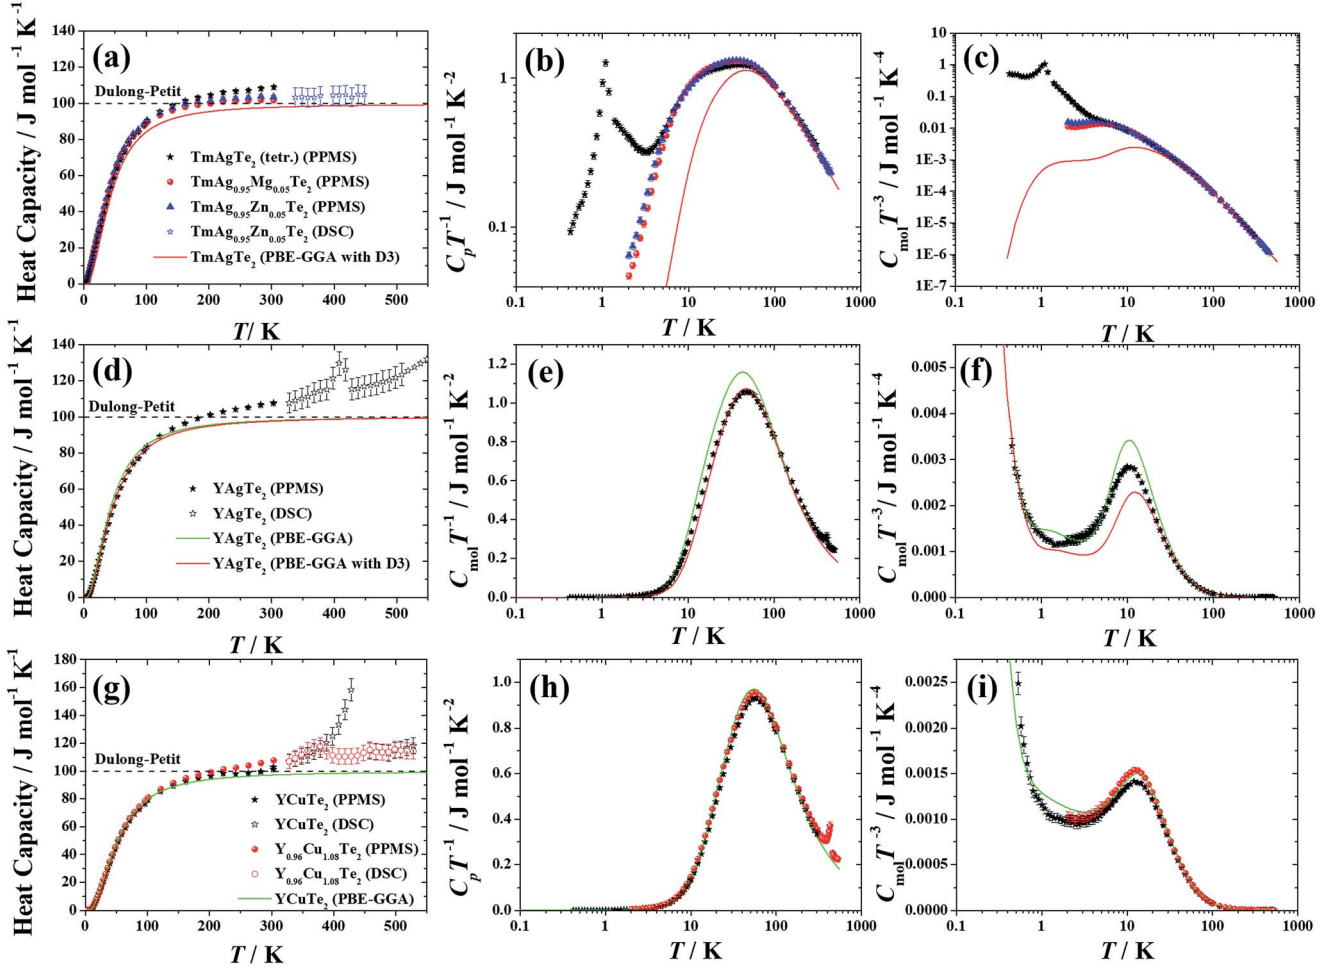 (a)
Heat Capacity / J mol⁻¹ K⁻¹
140
120
100
80
60
40
20
0
Dulong-Petit
TmAgTe₂ (tetr.) (PPMS)
TmAg₀.₉₅Mg₀.₀₅Te₂ (PPMS)
TmAg₀.₉₅Zn₀.₀₅Te₂ (PPMS)
TmAg₀.₉₅Zn₀.₀₅Te₂ (DSC)
TmAgTe₂ (PBE-GGA with D3)
0 100 200 300 400 500
T / K
(b)
CₚT⁻¹ / J mol⁻¹ K⁻²
1
0.1
0.1 1 10 100 1000
T / K
(c)
CmolT⁻³ / J mol⁻¹ K⁻⁴
10
1
0.1
0.01
1E-3
1E-4
1E-5
1E-6
1E-7
0.1 1 10 100 1000
T / K
(d)
Heat Capacity / J mol⁻¹ K⁻¹
140
120
100
80
60
40
20
0
Dulong-Petit
YAgTe₂ (PPMS)
YAgTe₂ (DSC)
YAgTe₂ (PBE-GGA)
YAgTe₂ (PBE-GGA with D3)
0 100 200 300 400 500
T / K
(e)
CmolT⁻¹ / J mol⁻¹ K⁻²
1.2
1.0
0.8
0.6
0.4
0.2
0.0
0.1 1 10 100 1000
T / K
(f)
CmolT⁻³/ J mol⁻¹ K⁻⁴
0.005
0.004
0.003
0.002
0.001
0.000
0.1 1 10 100 1000
T / K
(g)
Heat Capacity / J mol⁻¹ K⁻¹
180
160
140
120
100
80
60
40
20
0
Dulong-Petit
YCuTe₂ (PPMS)
YCuTe₂ (DSC)
Y₀.₉₆Cu₁.₀₈Te₂ (PPMS)
Y₀.₉₆Cu₁.₀₈Te₂ (DSC)
YCuTe₂ (PBE-GGA)
0 100 200 300 400 500
T / K
(h)
CₚT⁻¹ / J mol⁻¹ K⁻²
1.0
0.8
0.6
0.4
0.2
0.0
0.1 1 10 100 1000
T / K
(i)
CmolT⁻³ / J mol⁻¹ K⁻⁴
0.0025
0.0020
0.0015
0.0010
0.0005
0.0000
0.1 1 10 100 1000
T / K